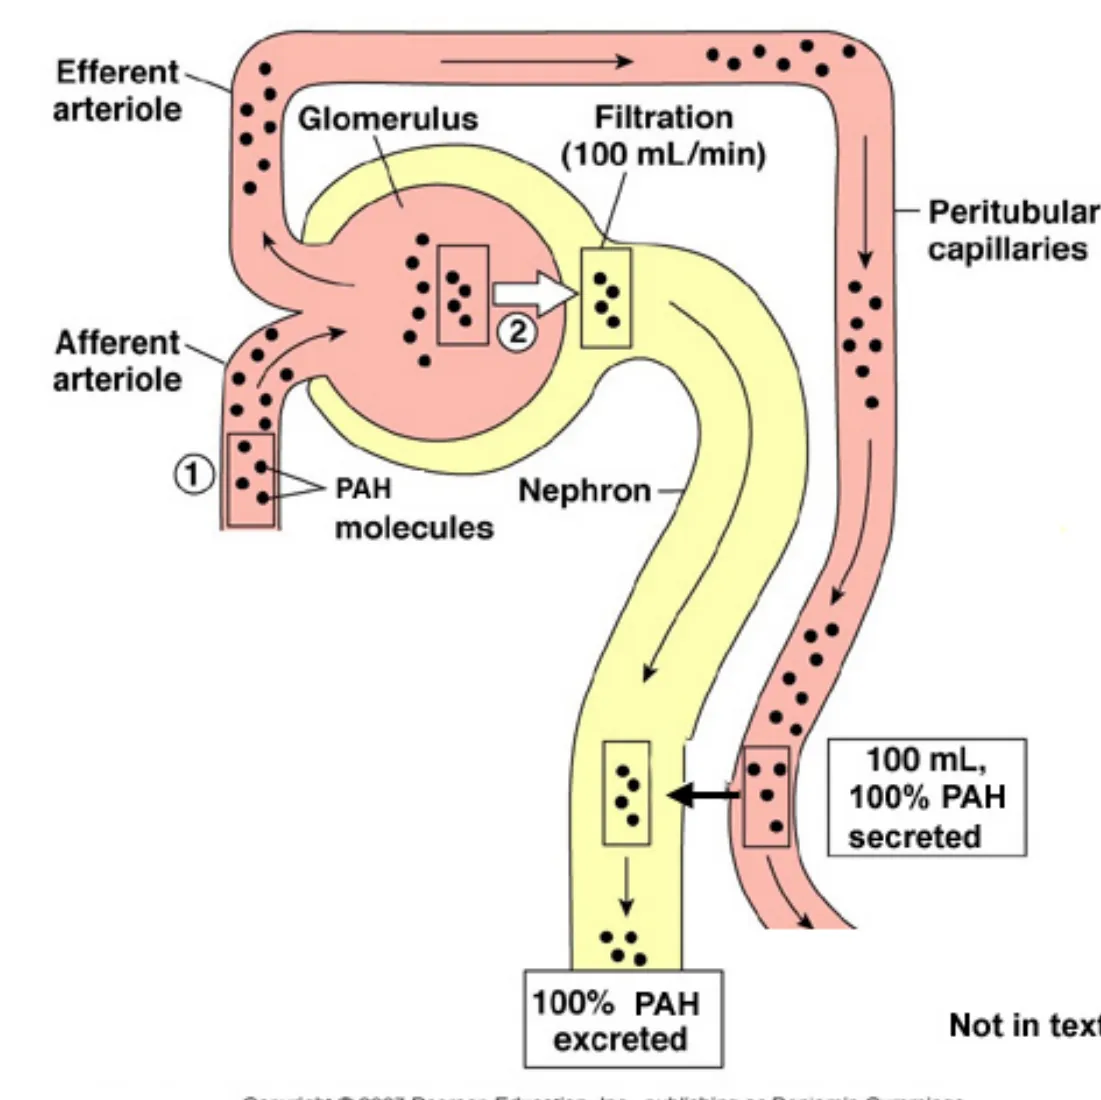 Efferent
arteriole
Glomerulus
Filtration
(100 mL/min)
Peritubular
capillaries
Afferent
arteriole
2
1
PAH
molecules
Nephron
100 mL,
100% PAH
secreted
100% PAH
excreted
Not in text